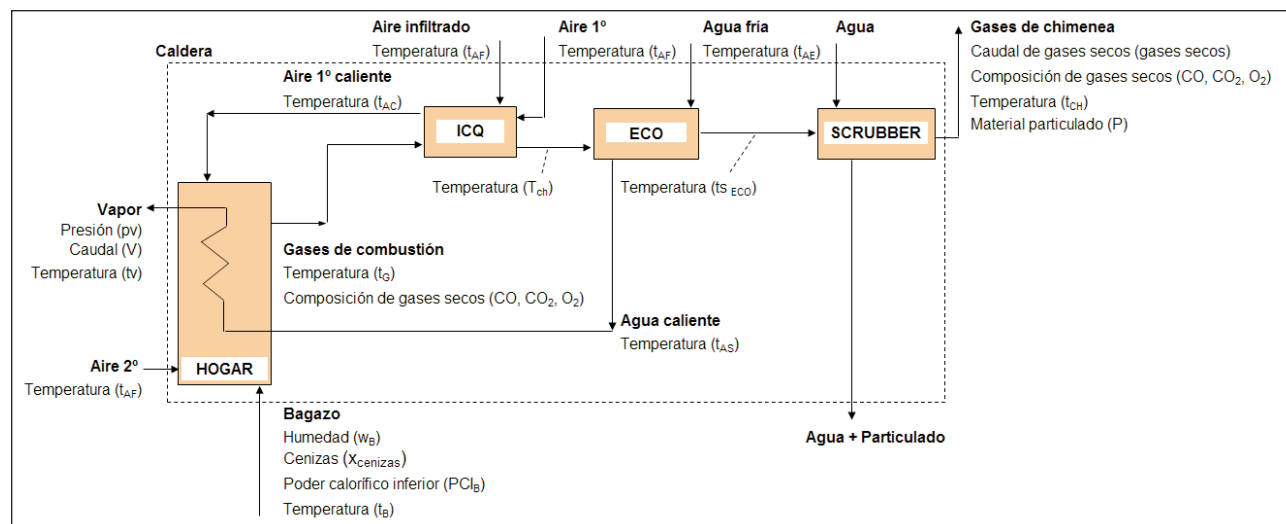 Caldera
Aire infiltrado
Temperatura (tAF)
Aire 1º
Temperatura (tAF)
Agua fría
Temperatura (tAE)
Agua
Gases de chimenea
Caudal de gases secos (gases secos)
Composición de gases secos (CO, CO2, O2)
Temperatura (tCH)
Material particulado (P)
Aire 1º caliente
Temperatura (tAC)
ICQ
ECO
SCRUBBER
Temperatura (Tch)
Temperatura (ts ECO)
Vapor
Presión (pv)
Caudal (V)
Temperatura (tv)
Gases de combustión
Temperatura (tG)
Composición de gases secos (CO, CO2, O2)
Agua caliente
Temperatura (tAS)
Aire 2º
Temperatura (tAF)
HOGAR
Bagazo
Humedad (wB)
Cenizas (xcenizas)
Poder calorífico inferior (PCIB)
Temperatura (tB)
Agua + Particulado